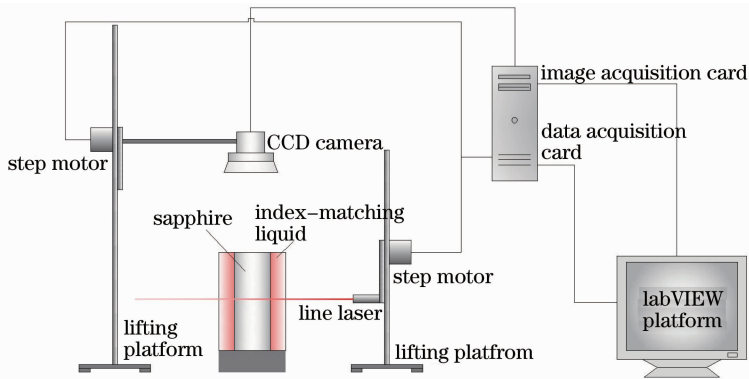 image acquisition card
data acquisition
card
CCD camera
step motor
sapphire
index-matching
liquid
step motor
line laser
labVIEW
platform
lifting
platform
lifting platfrom